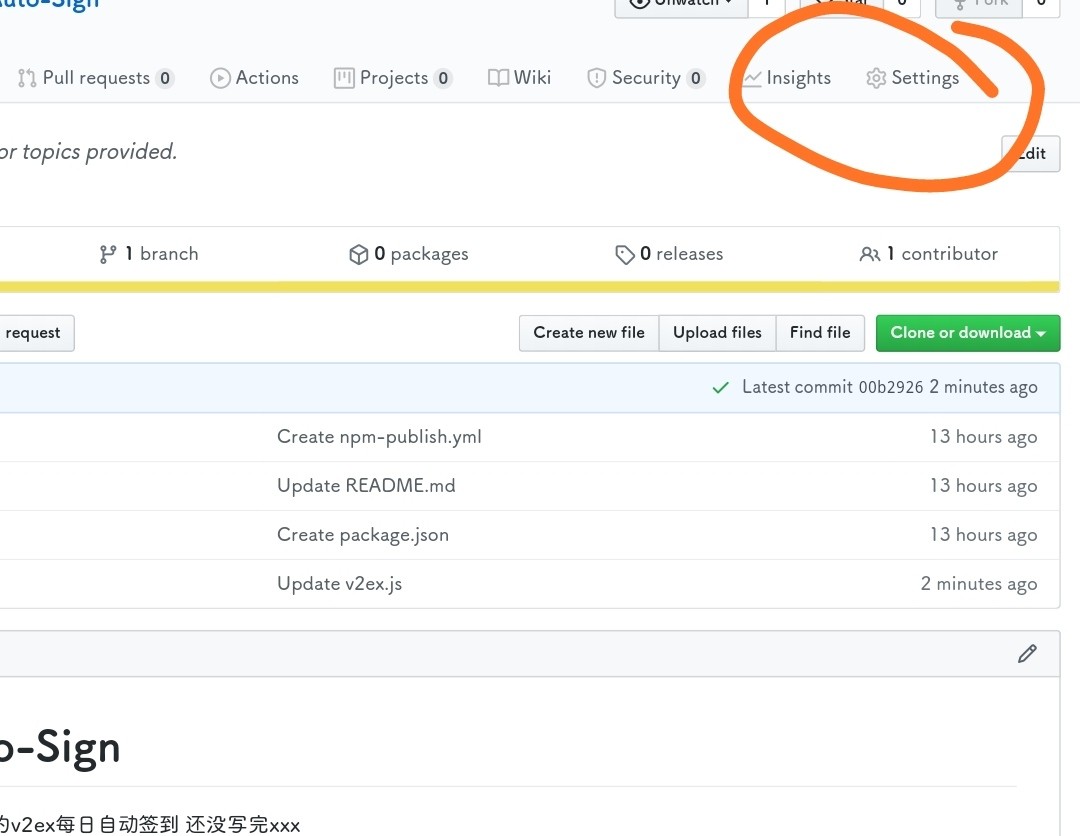 Auto-Sign
Unwatch 1 Star 0 Fork 0
Pull requests 0 Actions Projects 0 Wiki Security 0 Insights Settings
or topics provided.
Edit
1 branch 0 packages 0 releases 1 contributor
request Create new file Upload files Find file Clone or download
Latest commit 00b2926 2 minutes ago
Create npm-publish.yml 13 hours ago
Update README.md 13 hours ago
Create package.json 13 hours ago
Update v2ex.js 2 minutes ago
o-Sign
的v2ex每日自动签到 还没写完xxx